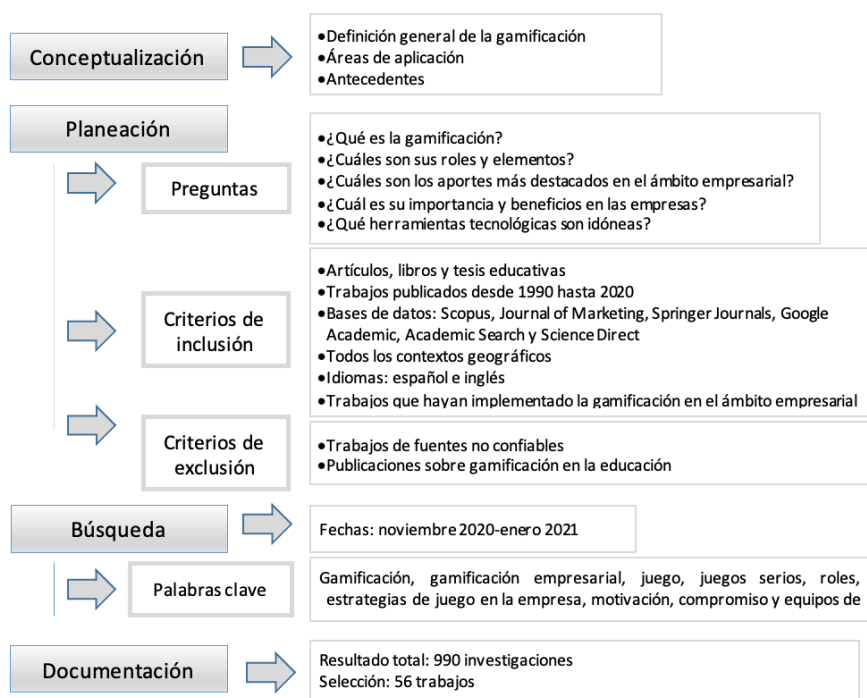 Conceptualización
•Definición general de la gamificación
•Áreas de aplicación
•Antecedentes
Planeación
Preguntas
•¿Qué es la gamificación?
•¿Cuáles son sus roles y elementos?
•¿Cuáles son los aportes más destacados en el ámbito empresarial?
•¿Cuál es su importancia y beneficios en las empresas?
•¿Qué herramientas tecnológicas son idóneas?
Criterios de
inclusión
•Artículos, libros y tesis educativas
•Trabajos publicados desde 1990 hasta 2020
•Bases de datos: Scopus, Journal of Marketing, Springer Journals, Google
Academic, Academic Search y Science Direct
•Todos los contextos geográficos
•Idiomas: español e inglés
•Trabajos que hayan implementado la gamificación en el ámbito empresarial
Criterios de
exclusión
•Trabajos de fuentes no confiables
•Publicaciones sobre gamificación en la educación
Búsqueda
Fechas: noviembre 2020-enero 2021
Palabras clave
Gamificación, gamificación empresarial, juego, juegos serios, roles,
estrategias de juego en la empresa, motivación, compromiso y equipos de
Documentación
Resultado total: 990 investigaciones
Selección: 56 trabajos